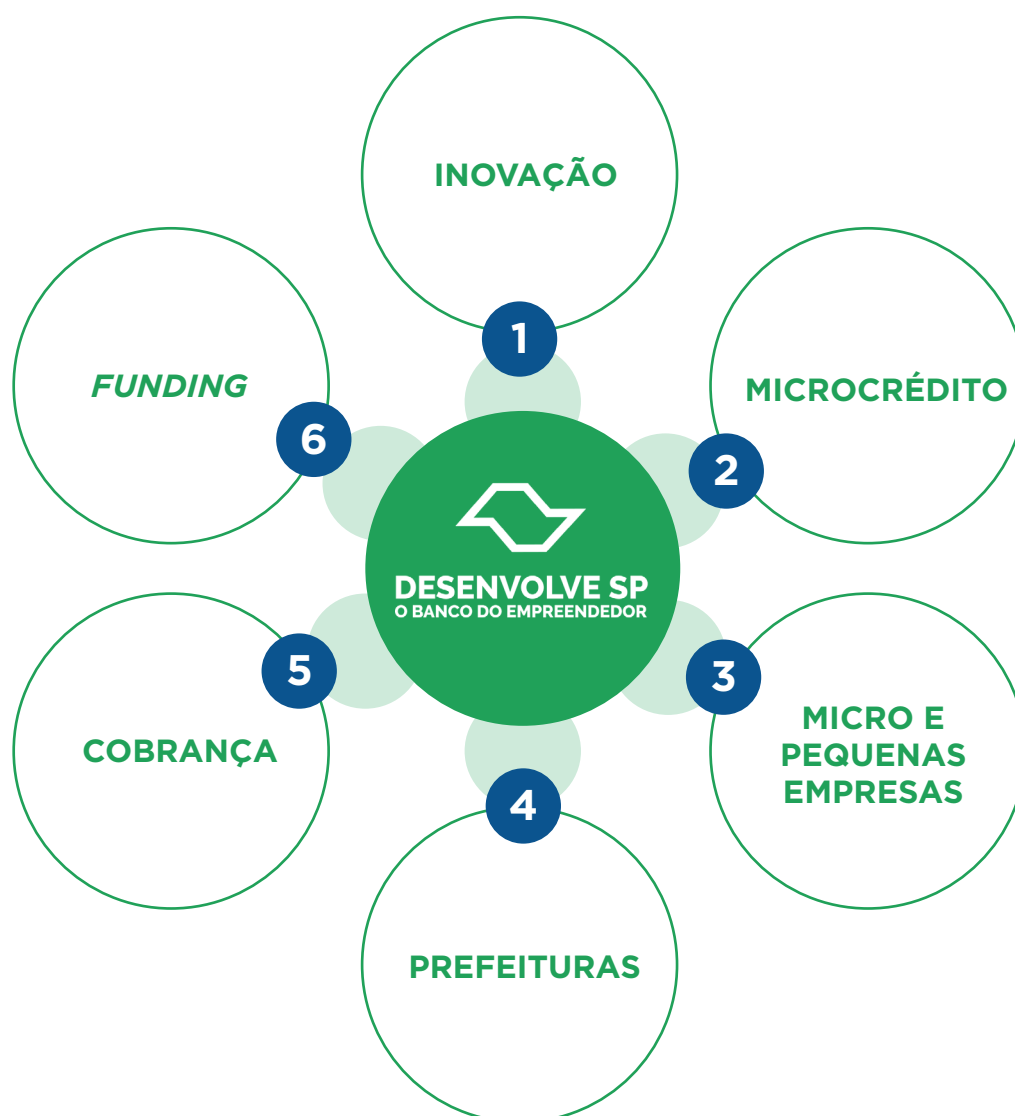 INOVAÇÃO
1
MICROCRÉDITO
2
MICRO E
PEQUENAS
EMPRESAS
3
PREFEITURAS
4
COBRANÇA
5
FUNDING
6
DESENVOLVE SP
O BANCO DO EMPREENDEDOR